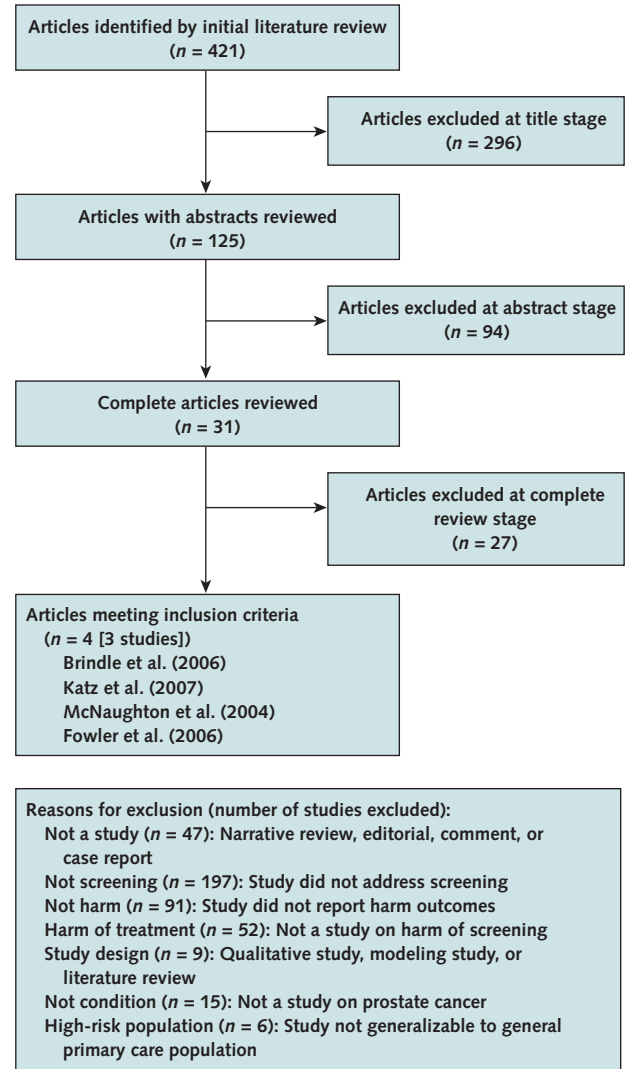 Articles identified by initial literature review
(n = 421)
Articles excluded at title stage
(n = 296)
Articles with abstracts reviewed
(n = 125)
Articles excluded at abstract stage
(n = 94)
Complete articles reviewed
(n = 31)
Articles excluded at complete
review stage
(n = 27)
Articles meeting inclusion criteria
(n = 4 [3 studies])
Brindle et al. (2006)
Katz et al. (2007)
McNaughton et al. (2004)
Fowler et al. (2006)
Reasons for exclusion (number of studies excluded):
Not a study (n = 47): Narrative review, editorial, comment, or
case report
Not screening (n = 197): Study did not address screening
Not harm (n = 91): Study did not report harm outcomes
Harm of treatment (n = 52): Not a study on harm of screening
Study design (n = 9): Qualitative study, modeling study, or
literature review
Not condition (n = 15): Not a study on prostate cancer
High-risk population (n = 6): Study not generalizable to general
primary care population